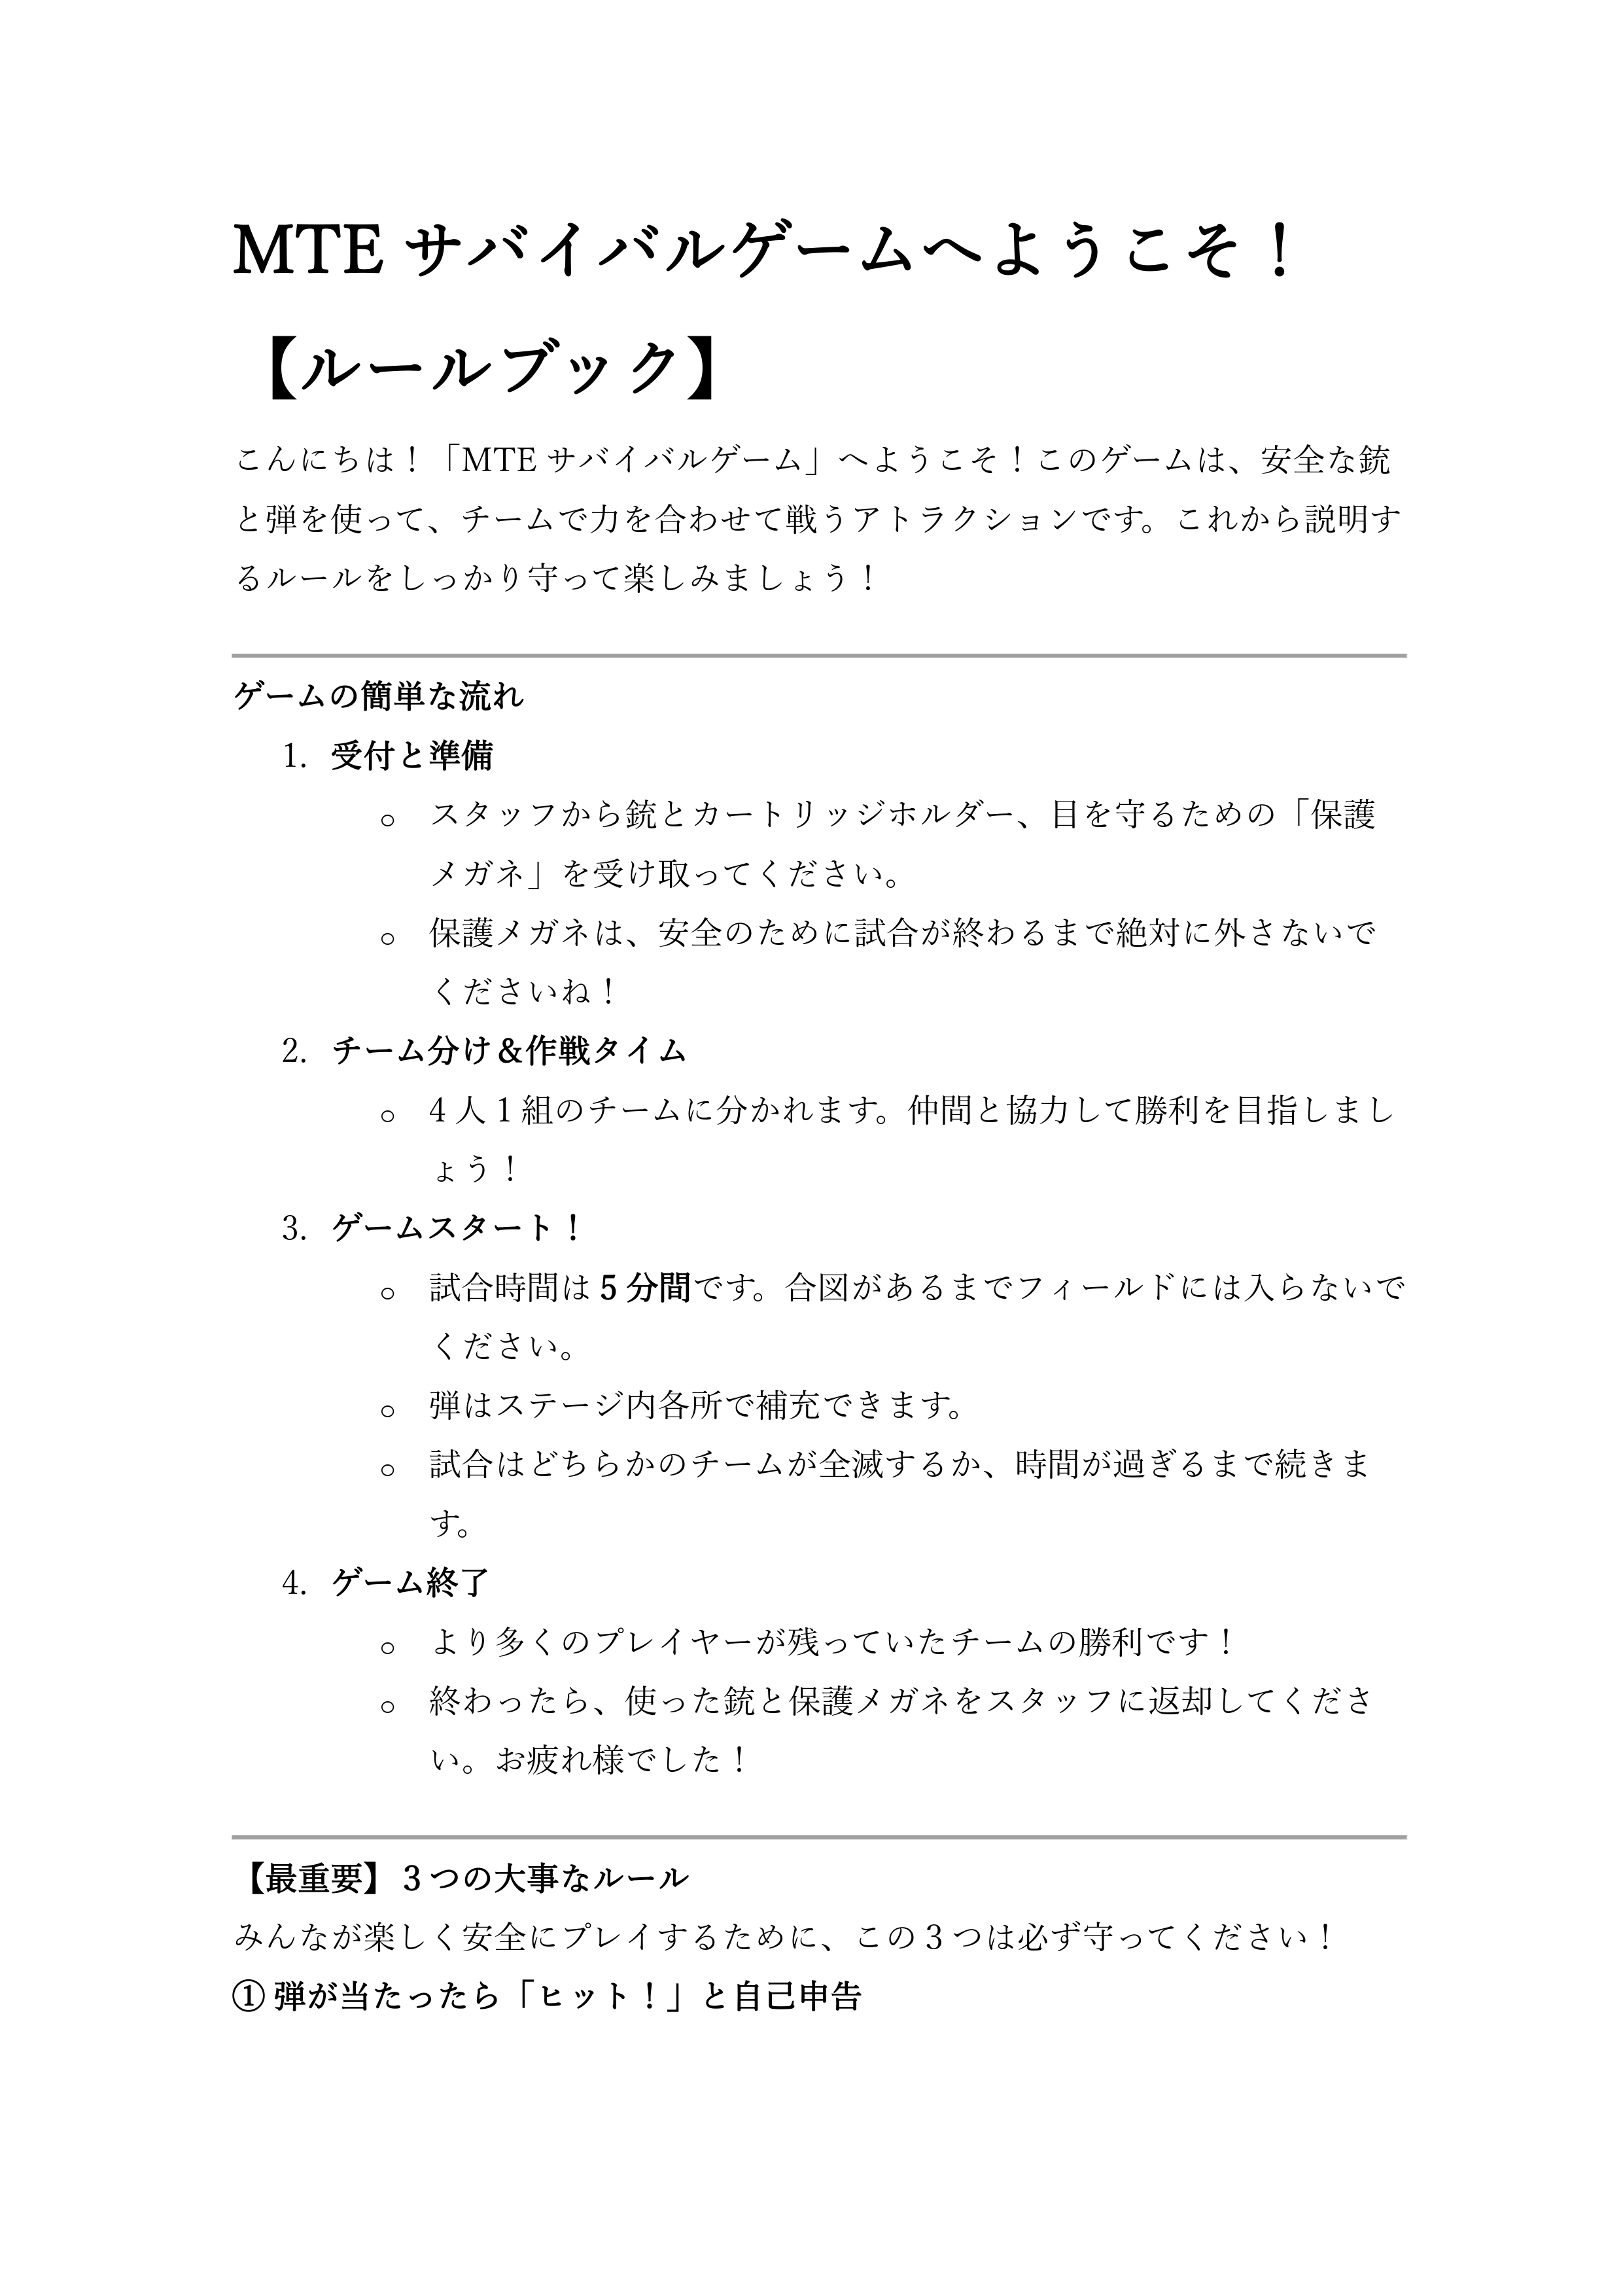 MTE サバイバルゲームへようこそ！
【ルールブック】
こんにちは！「MTE サバイバルゲーム」へようこそ！このゲームは、安全な銃
と弾を使って、チームで力を合わせて戦うアトラクションです。これから説明す
るルールをしっかり守って楽しみましょう！
ゲームの簡単な流れ
1. 受付と準備
○ スタッフから銃とカートリッジホルダー、目を守るための「保護
メガネ」を受け取ってください。
○ 保護メガネは、安全のために試合が終わるまで絶対に外さないで
くださいね！
2. チーム分け＆作戦タイム
○ 4 人 1 組のチームに分かれます。仲間と協力して勝利を目指しまし
ょう！
3. ゲームスタート！
○ 試合時間は 5 分間です。合図があるまでフィールドには入らないで
ください。
○ 弾はステージ内各所で補充できます。
○ 試合はどちらかのチームが全滅するか、時間が過ぎるまで続きま
す。
4. ゲーム終了
○ より多くのプレイヤーが残っていたチームの勝利です！
○ 終わったら、使った銃と保護メガネをスタッフに返却してくださ
い。お疲れ様でした！
【最重要】3 つの大事なルール
みんなが楽しく安全にプレイするために、この 3 つは必ず守ってください！
① 弾が当たったら「ヒット！」と自己申告